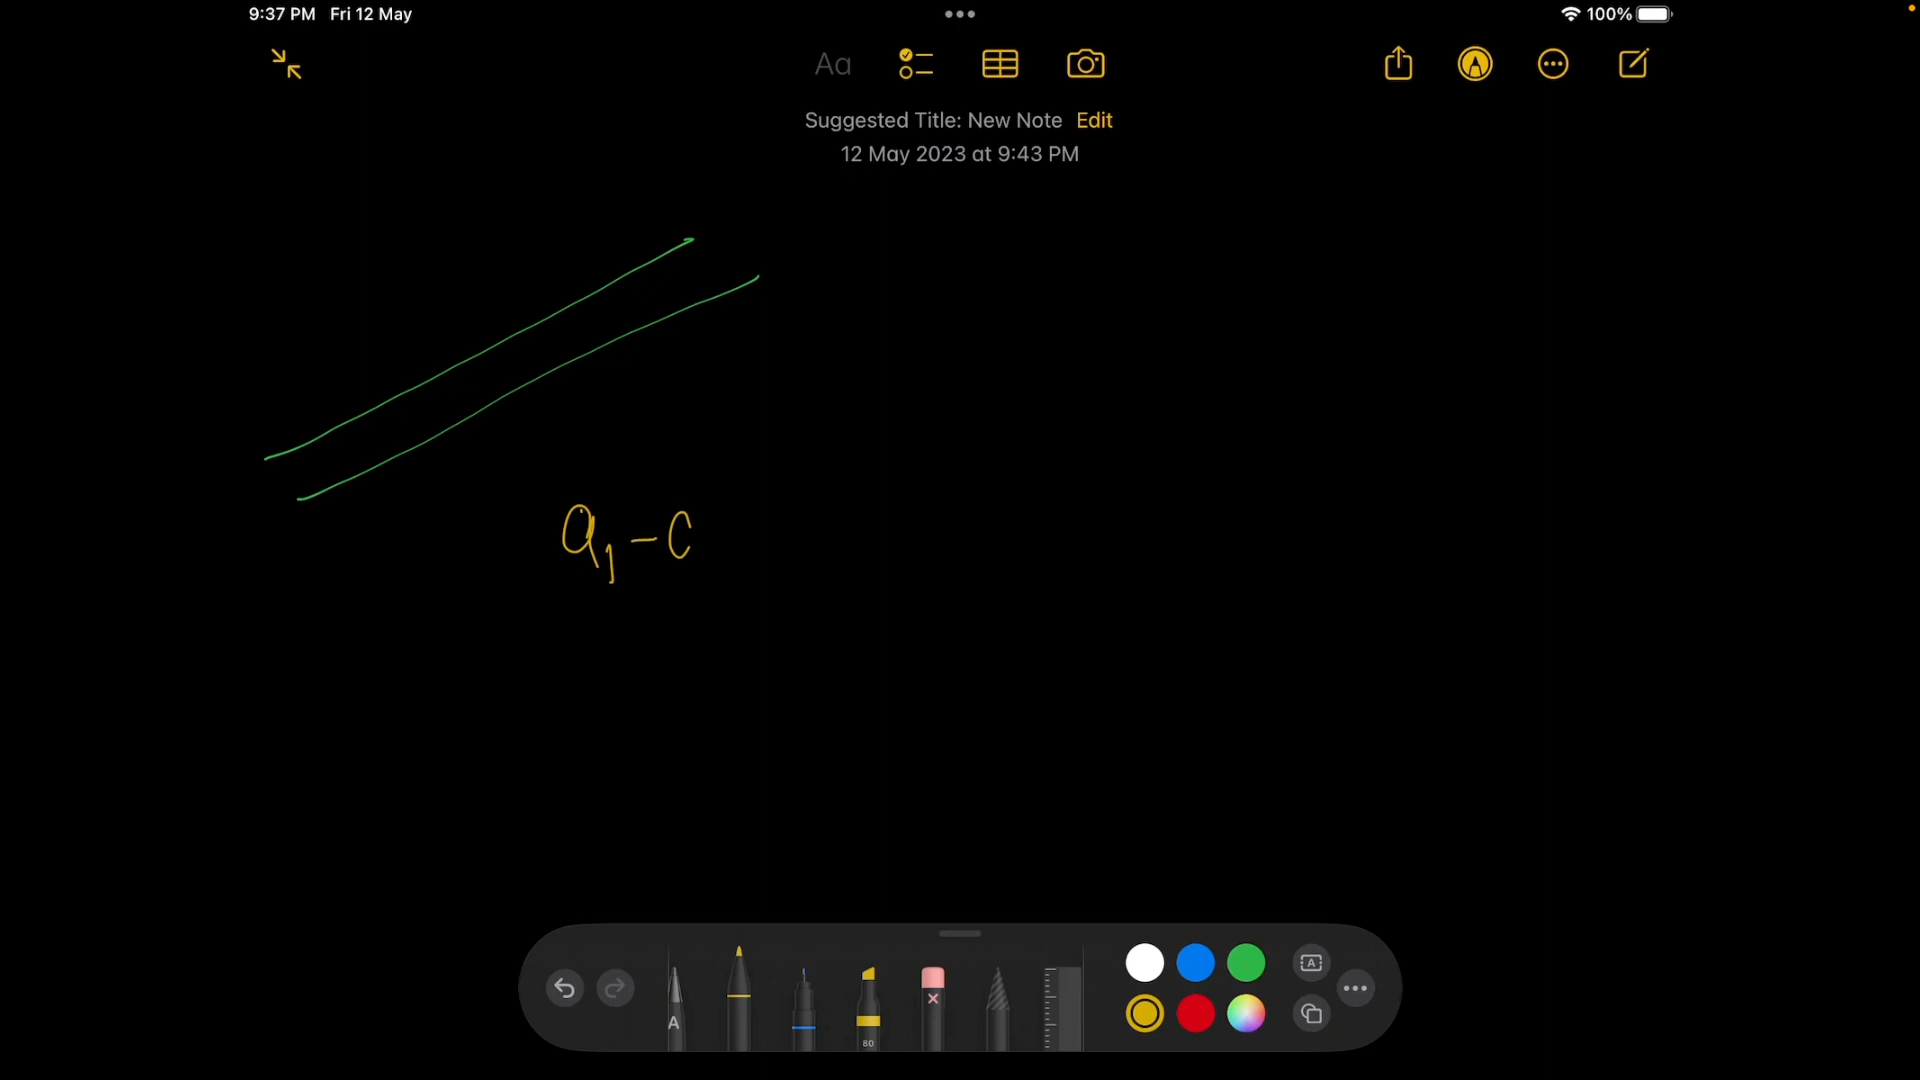 9:37 PM Fri 12 May 100%
Aa
Suggested Title: New Note Edit
12 May 2023 at 9:43 PM
Q1 - C
A
80
A